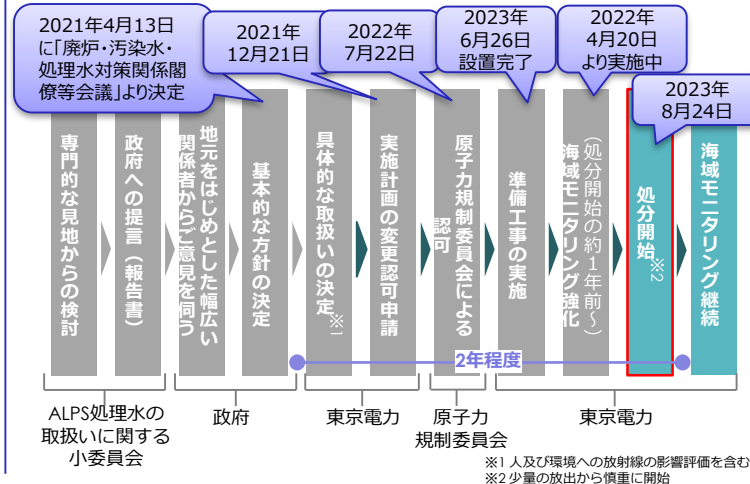 2021年4月13日
に「廃炉・汚染水・
処理水対策関係閣
僚等会議」より決定
2021年
12月21日
2022年
7月22日
2023年
6月26日
設置完了
2022年
4月20日
より実施中
2023年
8月24日
専門的な見地からの検討
政府への提言（報告書）
地元をはじめとした幅広い
関係者からご意見を伺う
基本的な方針の決定
具体的な取扱いの決定※1
実施計画の変更認可申請
原子力規制委員会による
認可
準備工事の実施
（処分開始の約1年前～）
海域モニタリング強化
処分開始※2
海域モニタリング継続
2年程度
ALPS処理水の
取扱いに関する
小委員会
政府
東京電力
原子力
規制委員会
東京電力
※1 人及び環境への放射線の影響評価を含む
※2 少量の放出から慎重に開始